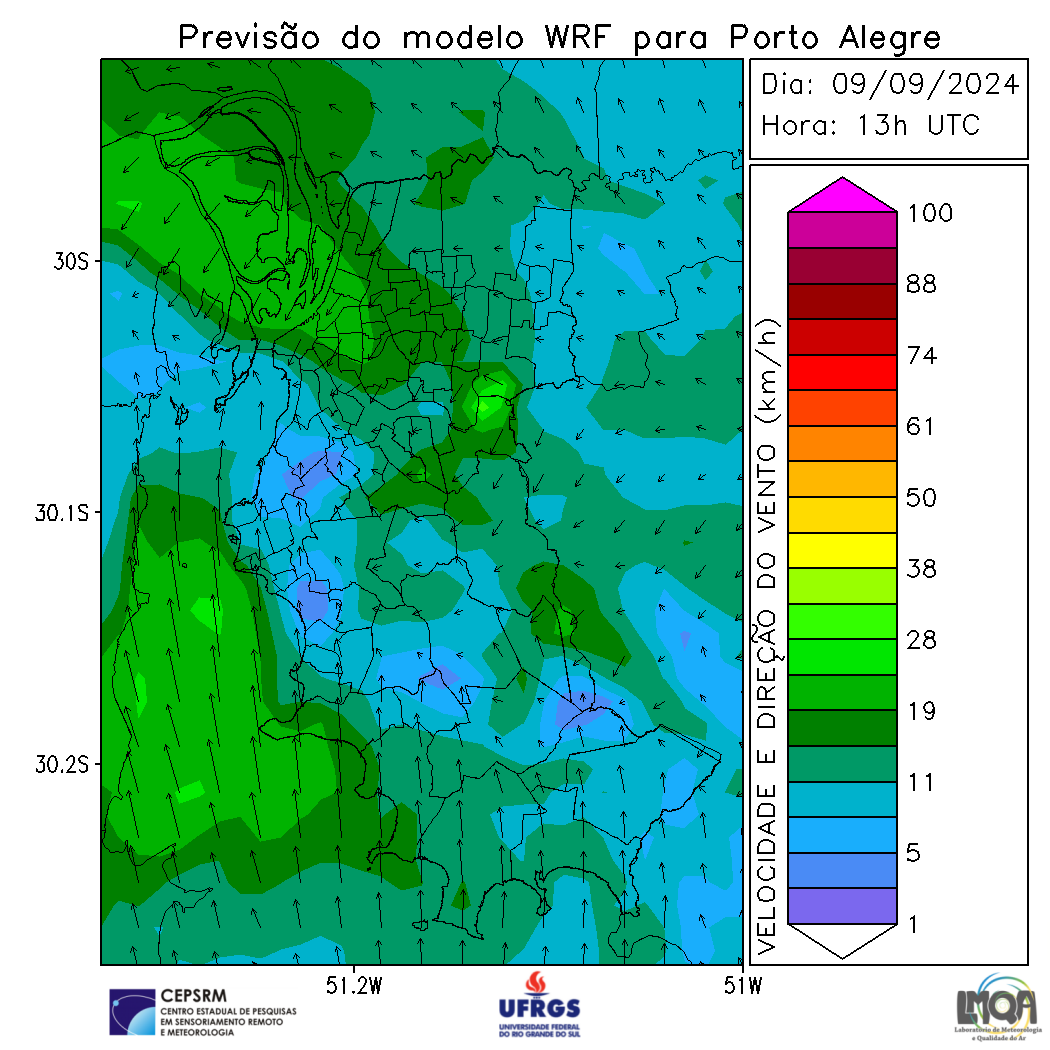 Previsão do modelo WRF para Porto Alegre
Dia: 09/09/2024
Hora: 13h UTC
30S
30.1S
30.2S
51.2W
51W
VELOCIDADE E DIREÇÃO DO VENTO (km/h)
100
88
74
61
50
38
28
19
11
5
1
CEPSRM
CENTRO ESTADUAL DE PESQUISAS
EM SENSORIAMENTO REMOTO
E METEOROLOGIA
UFRGS
UNIVERSIDADE FEDERAL
DO RIO GRANDE DO SUL
LMQA
Laboratório de Meteorologia
e Qualidade do Ar